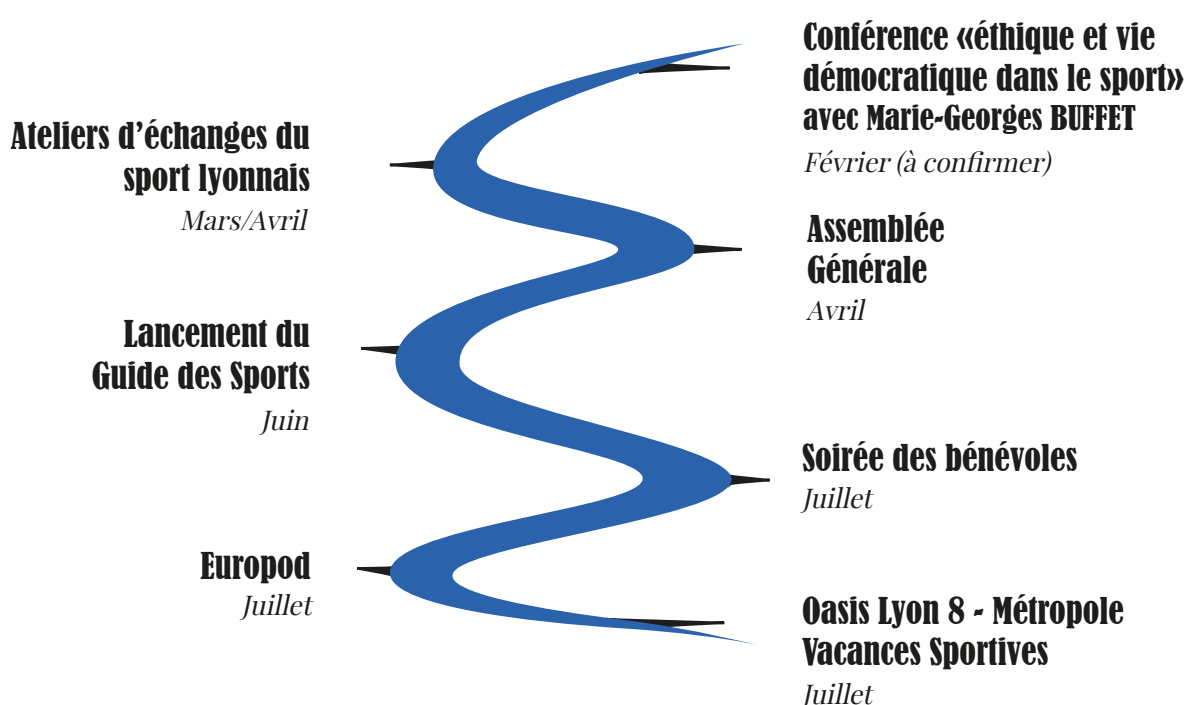 Conférence «éthique et vie
démocratique dans le sport»
avec Marie-Georges BUFFET
Février (à confirmer)
Ateliers d’échanges du
sport lyonnais
Mars/Avril
Assemblée
Générale
Avril
Lancement du
Guide des Sports
Juin
Soirée des bénévoles
Juillet
Europod
Juillet
Oasis Lyon 8 - Métropole
Vacances Sportives
Juillet